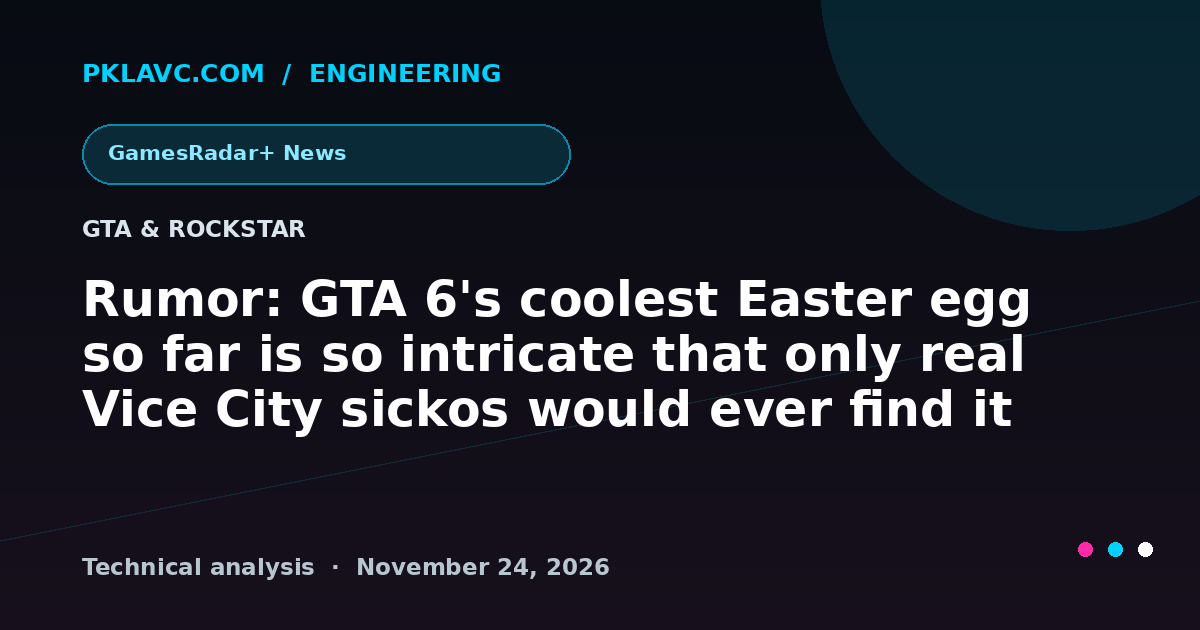 PKLAVC.COM / ENGINEERING
GamesRadar+ News
GTA & ROCKSTAR
Rumor: GTA 6's coolest Easter egg
so far is so intricate that only real
Vice City sickos would ever find it
Technical analysis · November 24, 2026